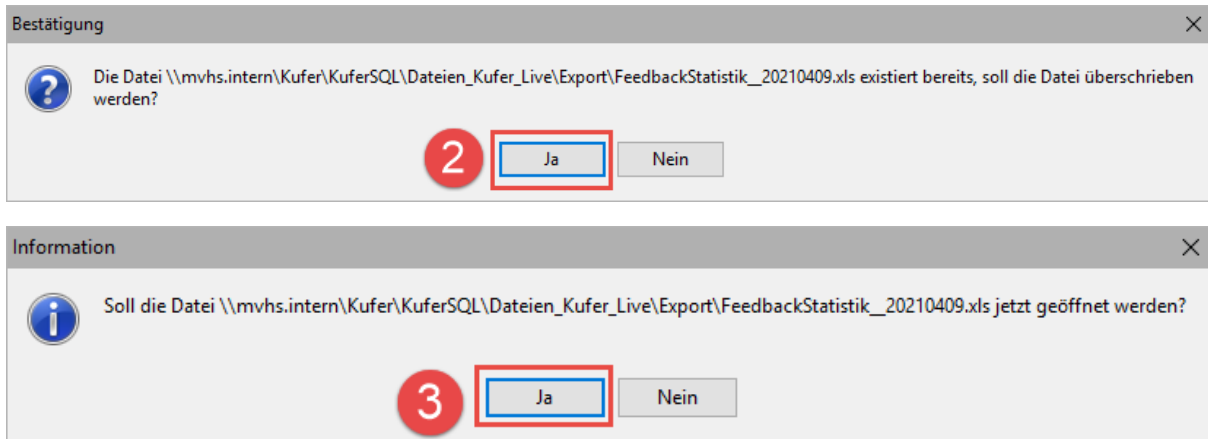 Bestätigung
Die Datei \\mvhs.intern\Kufer\KuferSQL\Dateien_Kufer_Live\Export\FeedbackStatistik__20210409.xls existiert bereits, soll die Datei überschrieben
werden?
2 Ja Nein
Information
Soll die Datei \\mvhs.intern\Kufer\KuferSQL\Dateien_Kufer_Live\Export\FeedbackStatistik__20210409.xls jetzt geöffnet werden?
3 Ja Nein